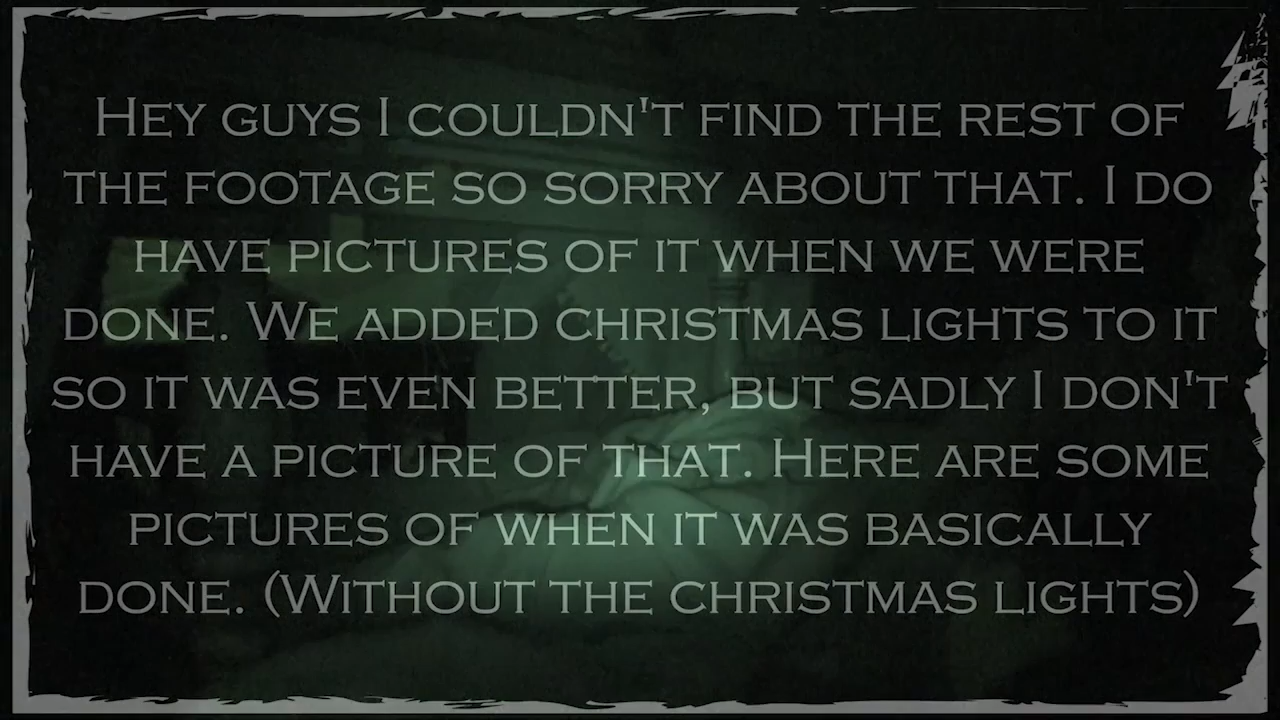 Hey guys I couldn't find the rest of
the footage so sorry about that. I do
have pictures of it when we were
done. We added christmas lights to it
so it was even better, but sadly I don't
have a picture of that. Here are some
pictures of when it was basically
done. (Without the christmas lights)